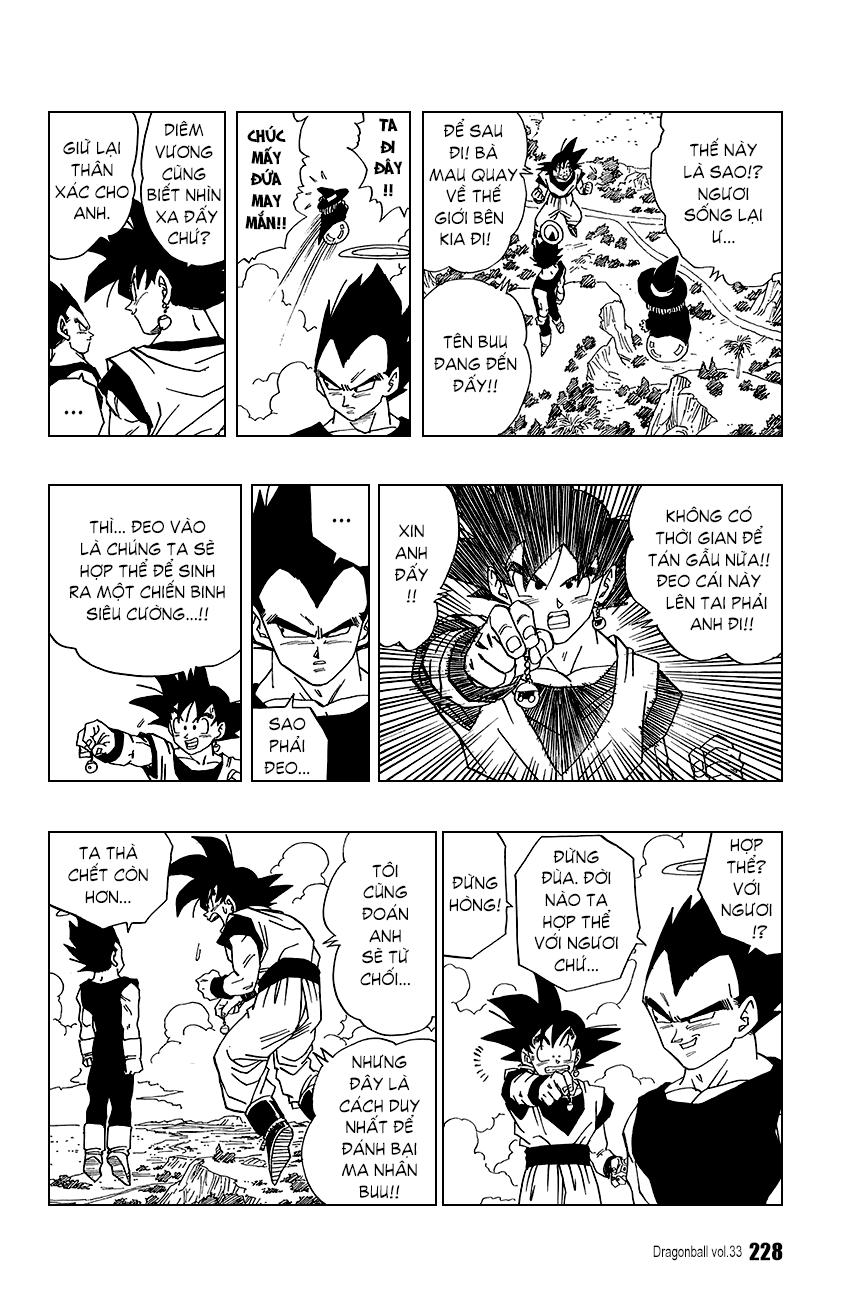 THẾ NÀY
LÀ SAO!?
NGƯƠI
SỐNG LẠI
Ư...
ĐỂ SAU
ĐI! BÀ
MAU QUAY
VỀ THẾ
GIỚI BÊN
KIA ĐI!
TÊN BUU
ĐANG ĐẾN
ĐẤY!!
TA
ĐI
ĐÂY
!!
CHÚC
MẤY
ĐỨA
MAY
MẮN!!
DIÊM
VƯƠNG
CŨNG
BIẾT NHÌN
XA ĐẤY
CHỨ?
GIỮ LẠI
THÂN
XÁC CHO
ANH.
...
KHÔNG CÓ
THỜI GIAN ĐỂ
TÁN GẪU NỮA!!
ĐEO CÁI NÀY
LÊN TAI PHẢI
ANH ĐI!!
XIN
ANH
ĐẤY
!!
...
SAO
PHẢI
ĐEO...
THÌ... ĐEO VÀO
LÀ CHÚNG TA SẼ
HỢP THỂ ĐỂ SINH
RA MỘT CHIẾN BINH
SIÊU CƯỜNG...!!
HỢP
THỂ?
VỚI
NGƯƠI
!?
ĐỪNG
ĐÙA. ĐỜI
NÀO TA
HỢP THỂ
VỚI NGƯƠI
CHỨ...
ĐỪNG
HÒNG!
TÔI
CŨNG
ĐOÁN
ANH
SẼ TỪ
CHỐI...
NHƯNG
ĐÂY LÀ
CÁCH DUY
NHẤT ĐỂ
ĐÁNH BẠI
MA NHÂN
BUU!!
TA THÀ
CHẾT CÒN
HƠN...
Dragonball vol.33 228